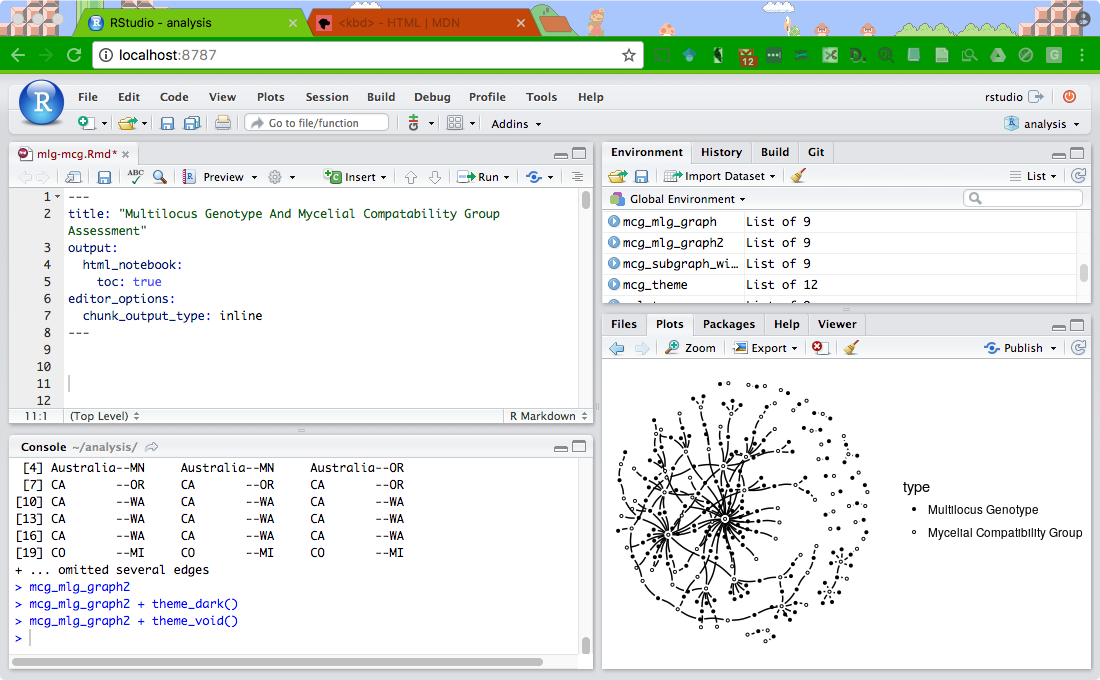 RStudio - analysis
<kbd> - HTML | MDN
localhost:8787
12
G
R
File Edit Code View Plots Session Build Debug Profile Tools Help
rstudio
Go to file/function
Addins
analysis
mlg-mcg.Rmd*
ABC
Preview
Insert
Run
1 ---
2 title: "Multilocus Genotype And Mycelial Compatability Group
Assessment"
3 output:
4 html_notebook:
5 toc: true
6 editor_options:
7 chunk_output_type: inline
8 ---
9
10
11
12
11:1 (Top Level)
R Markdown
Console ~/analysis/
[4] Australia--MN Australia--MN Australia--OR
[7] CA --OR CA --OR CA --OR
[10] CA --WA CA --WA CA --WA
[13] CA --WA CA --WA CA --WA
[16] CA --WA CA --WA CA --WA
[19] CO --MI CO --MI CO --MI
+ ... omitted several edges
> mcg_mlg_graph2
> mcg_mlg_graph2 + theme_dark()
> mcg_mlg_graph2 + theme_void()
>
Environment History Build Git
Import Dataset
List
Global Environment
mcg_mlg_graph List of 9
mcg_mlg_graph2 List of 9
mcg_subgraph_wi… List of 9
mcg_theme List of 12
Files Plots Packages Help Viewer
Zoom Export Publish
type
Multilocus Genotype
Mycelial Compatibility Group